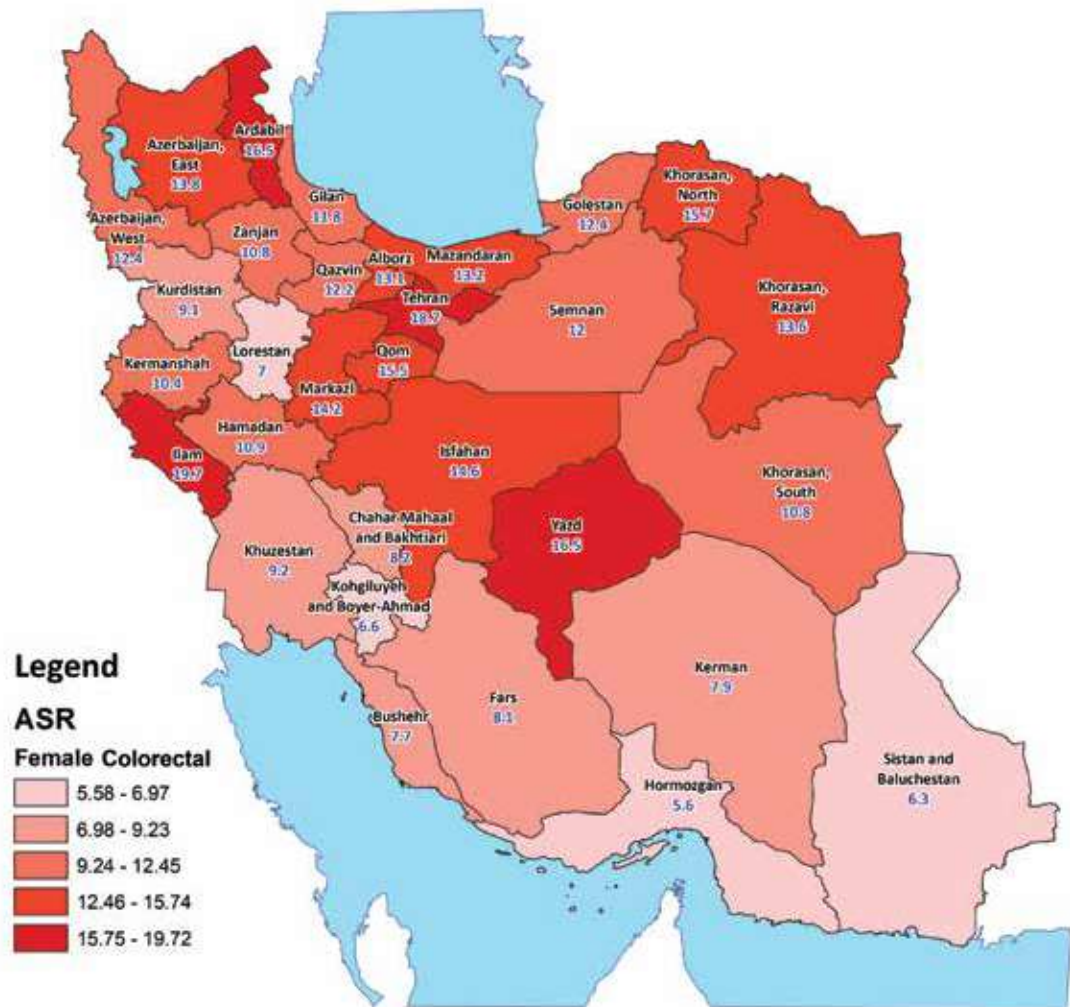 Ardabil
16.5
Azerbaijan,
East
13.8
Gilan
11.8
Khorasan,
North
15.7
Golestan
12.4
Azerbaijan,
West
12.4
Zanjan
10.8
Alborz
13.1
Mazandaran
13.2
Qazvin
12.2
Kurdistan
9.1
Tehran
18.7
Semnan
12
Khorasan,
Razavi
13.6
Lorestan
7
Qom
15.5
Kermanshah
10.4
Markazi
14.2
Hamadan
10.9
Ilam
19.7
Isfahan
14.6
Khorasan,
South
10.8
Chahar-Mahaal
and Bakhtiari
8.2
Yazd
16.5
Khuzestan
9.2
Kohgiluyeh
and Boyer-Ahmad
6.6
Kerman
7.9
Fars
8.1
Bushehr
7.7
Sistan and
Baluchestan
6.3
Hormozgan
5.6
Legend
ASR
Female Colorectal
5.58 - 6.97
6.98 - 9.23
9.24 - 12.45
12.46 - 15.74
15.75 - 19.72